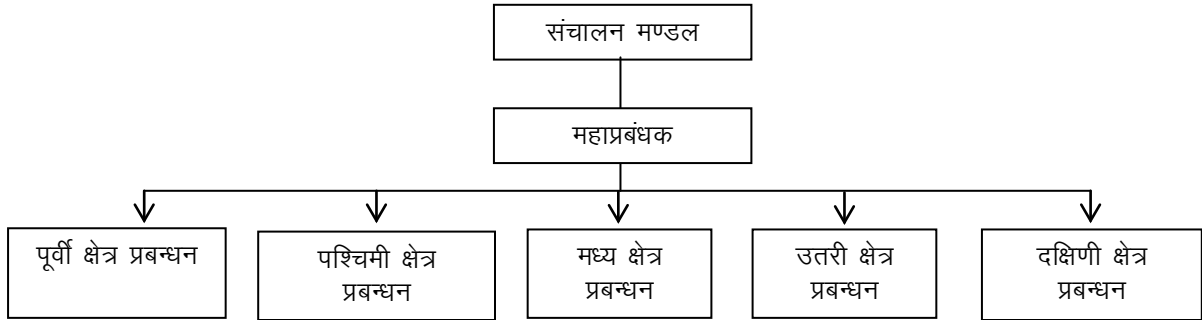 संचालन मण्डल
महाप्रबंधक
पूर्वी क्षेत्र प्रबन्धन
पश्चिमी क्षेत्र
प्रबन्धन
मध्य क्षेत्र
प्रबन्धन
उतरी क्षेत्र
प्रबन्धन
दक्षिणी क्षेत्र
प्रबन्धन